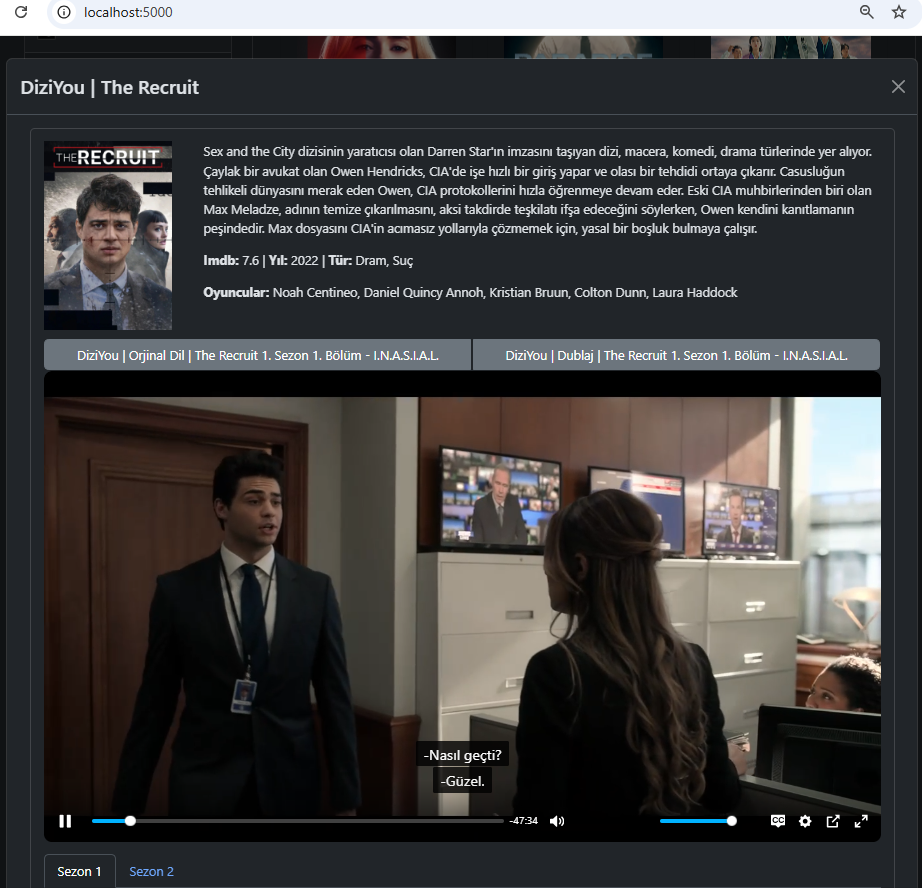 localhost:5000
DiziYou | The Recruit
THE RECRUIT
Sex and the City dizisinin yaratıcısı olan Darren Star'ın imzasını taşıyan dizi, macera, komedi, drama türlerinde yer alıyor.
Çaylak bir avukat olan Owen Hendricks, CIA'de işe hızlı bir giriş yapar ve olası bir tehdidi ortaya çıkarır. Casusluğun
tehlikeli dünyasını merak eden Owen, CIA protokollerini hızla öğrenmeye devam eder. Eski CIA muhbirlerinden biri olan
Max Meladze, adının temize çıkarılmasını, aksi takdirde teşkilatı ifşa edeceğini söylerken, Owen kendini kanıtlamanın
peşindedir. Max dosyasını CIA'in acımasız yollarıyla çözmemek için, yasal bir boşluk bulmaya çalışır.
Imdb: 7.6 | Yıl: 2022 | Tür: Dram, Suç
Oyuncular: Noah Centineo, Daniel Quincy Annoh, Kristian Bruun, Colton Dunn, Laura Haddock
DiziYou | Orjinal Dil | The Recruit 1. Sezon 1. Bölüm - I.N.A.S.I.A.L.
DiziYou | Dublaj | The Recruit 1. Sezon 1. Bölüm - I.N.A.S.I.A.L.
-Nasıl geçti?
-Güzel.
-47:34
CC
Sezon 1
Sezon 2